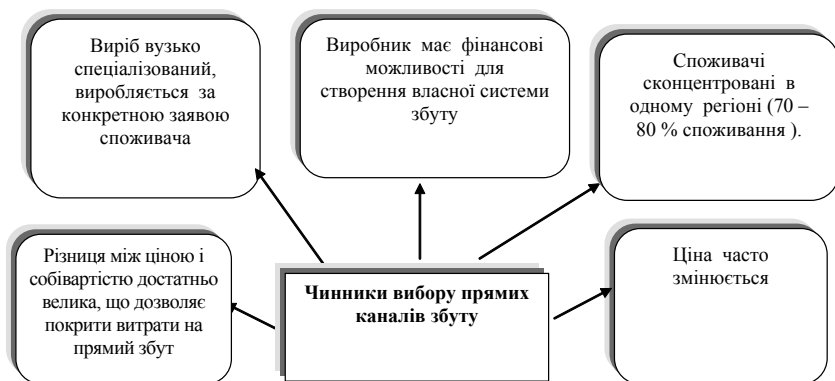 Виріб вузько
спеціалізований,
виробляється за
конкретною заявою
споживача
Виробник має фінансові
можливості для
створення власної системи
збуту
Споживачі
сконцентровані в
одному регіоні (70 –
80 % споживання ).
Різниця між ціною і
собівартістю достатньо
велика, що дозволяє
покрити витрати на
прямий збут
Чинники вибору прямих
каналів збуту
Ціна часто
змінюється